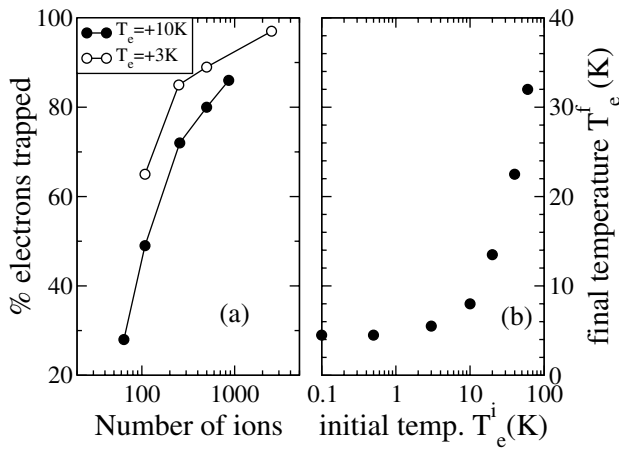 100
80
60
40
20
% electrons trapped
T_e=+10K
T_e=+3K
(a)
100 1000
Number of ions
40
30
20
10
0
final temperature T_e^f (K)
(b)
0.1 1 10 100
initial temp. T_e^i(K)